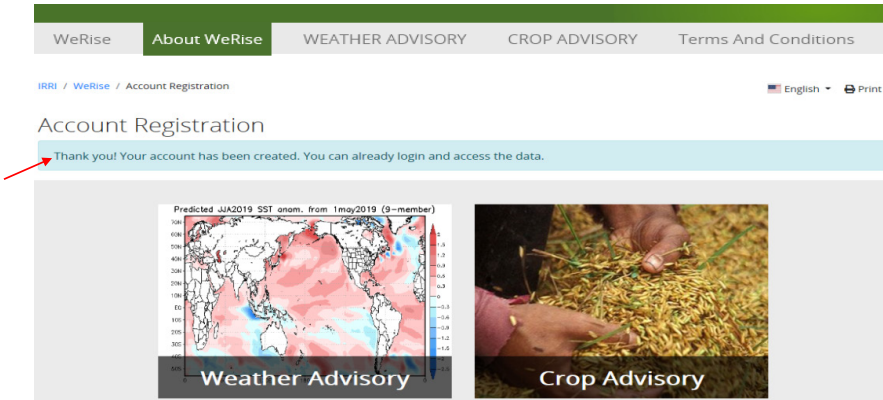 WeRise About WeRise WEATHER ADVISORY CROP ADVISORY Terms And Conditions
IRRI / WeRise / Account Registration English Print
Account Registration
Thank you! Your account has been created. You can already login and access the data.
Predicted JJA2019 SST anom. from 1may2019 (9-member)
Weather Advisory
Crop Advisory